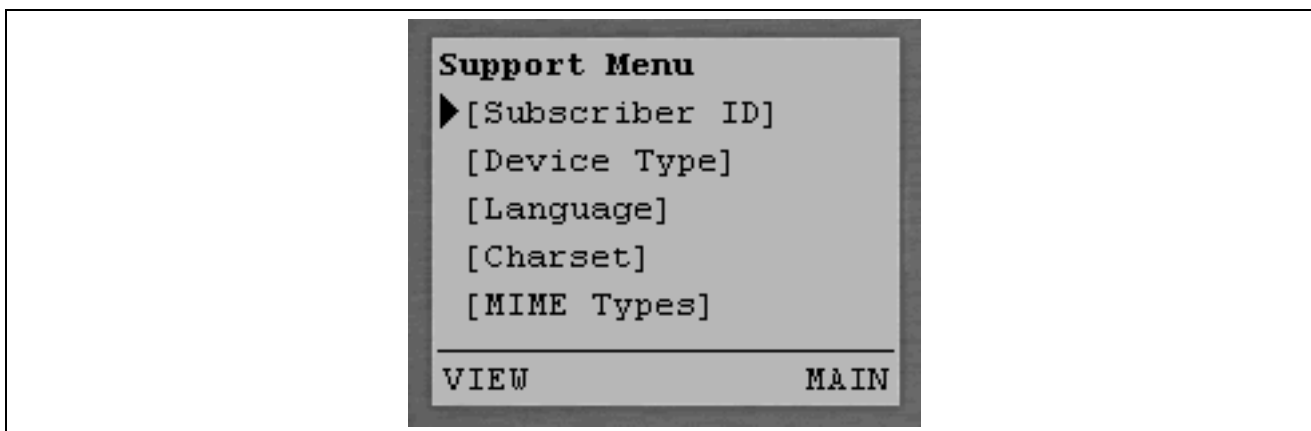 Support Menu
[Subscriber ID]
[Device Type]
[Language]
[Charset]
[MIME Types]
VIEW MAIN